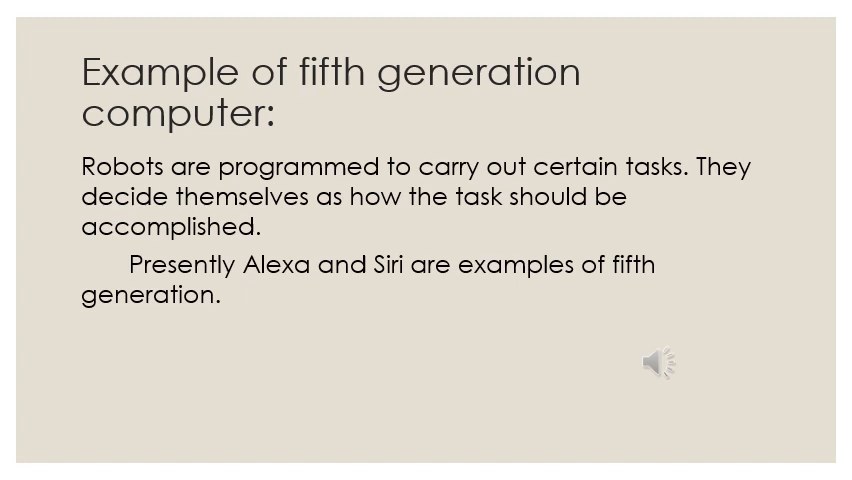 Example of fifth generation
computer:
Robots are programmed to carry out certain tasks. They
decide themselves as how the task should be
accomplished.
Presently Alexa and Siri are examples of fifth
generation.